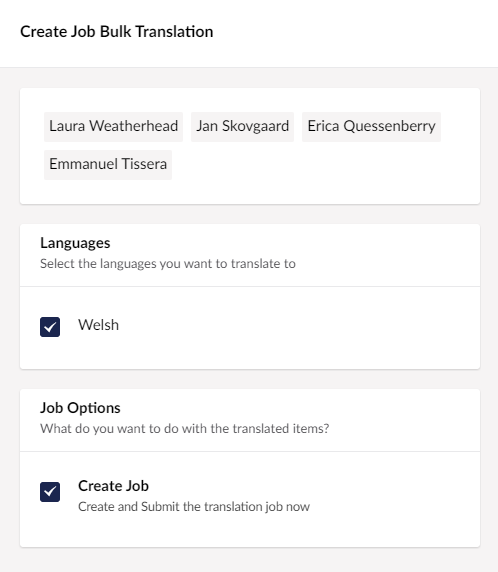 Create Job Bulk Translation
Laura Weatherhead Jan Skovgaard Erica Quessenberry
Emmanuel Tissera
Languages
Select the languages you want to translate to
Welsh
Job Options
What do you want to do with the translated items?
Create Job
Create and Submit the translation job now